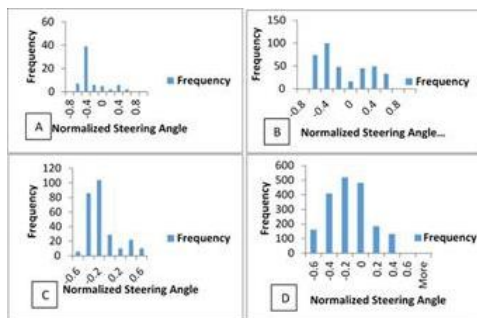 60
40
20
0
Frequency
-0.8
-0.4
0
0.4
0.8
Frequency
A
Normalized Steering Angle
150
100
50
0
Frequency
-0.8
-0.4
0
0.4
0.8
Frequency
B
Normalized Steering Angle...
120
100
80
60
40
20
0
Frequency
-0.6
-0.2
0.2
0.6
Frequency
C
Normalized Steering Angle
600
500
400
300
200
100
0
Frequency
-0.6
-0.4
-0.2
0
0.2
0.4
0.6
More
Frequency
D
Normalized Steering Angle